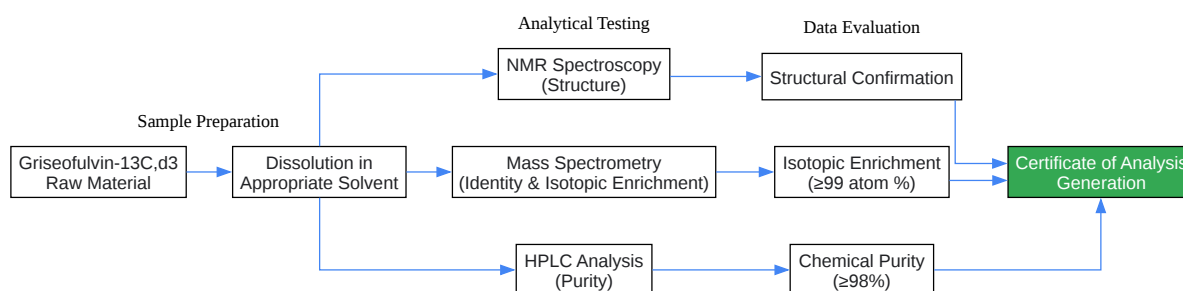 Analytical Testing
Data Evaluation
NMR Spectroscopy
(Structure)
Structural Confirmation
Sample Preparation
Griseofulvin-13C,d3
Raw Material
Dissolution in
Appropriate Solvent
Mass Spectrometry
(Identity & Isotopic Enrichment)
Isotopic Enrichment
(≥99 atom %)
Certificate of Analysis
Generation
HPLC Analysis
(Purity)
Chemical Purity
(≥98%)